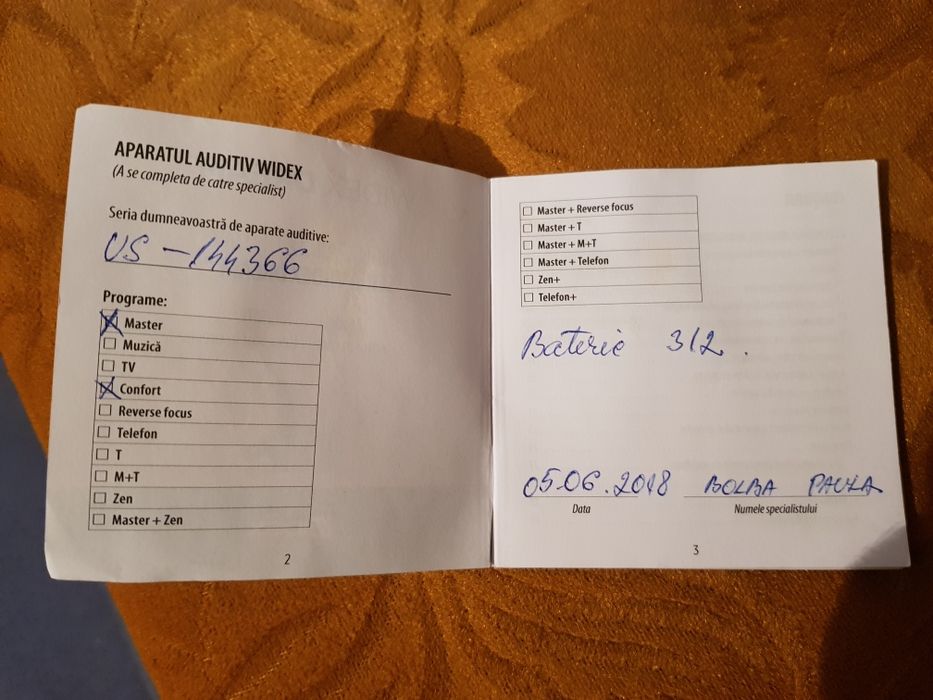 APARATUL AUDITIV WIDEX
(A se completa de catre specialist)
Seria dumneavoastră de aparate auditive:
US - 144366
Programe:
Master
Muzică
TV
Confort
Reverse focus
Telefon
T
M+T
Zen
Master + Zen
2
Master + Reverse focus
Master + T
Master + M+T
Master + Telefon
Zen+
Telefon+
Baterie 312.
05.06.2018 BOLBA PAULA
Data Numele specialistului
3